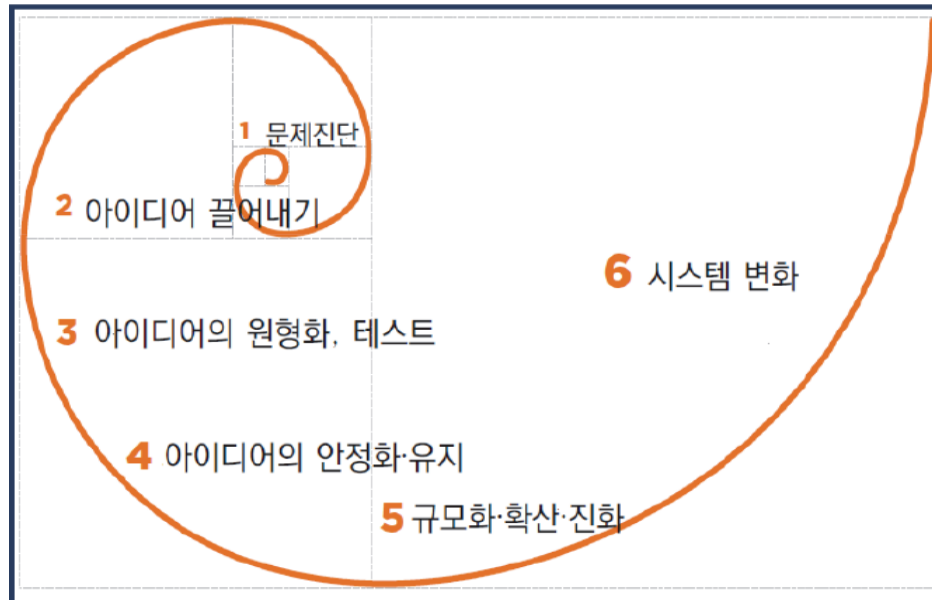 1 문제진단
2 아이디어 끌어내기
3 아이디어의 원형화, 테스트
4 아이디어의 안정화·유지
5 규모화·확산·진화
6 시스템 변화